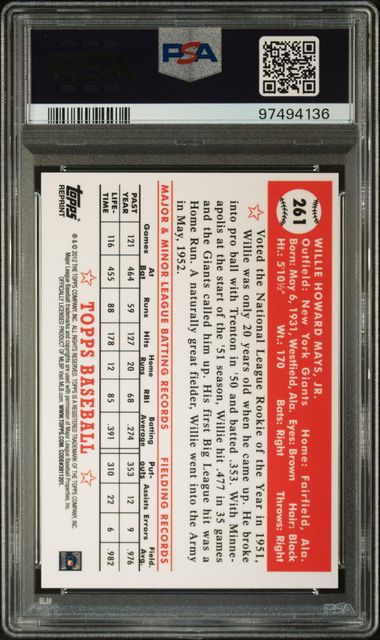 PSA
97494136
261
WILLIE HOWARD MAYS, JR.
Outfield: New York Giants Home: Fairfield, Ala.
Born: May 6, 1931, Westfield, Ala. Eyes: Brown Hair: Black
Ht.: 5'10½" Wt.: 170 Bats: Right Throws: Right
Voted the National League Rookie of the Year in 1951,
Willie was only 20 years old when he came up. He broke
into pro ball with Trenton in '50 and batted .353. With Minne-
apolis at the start of the '51 season, Willie hit .477 in 35 games
and the Giants called him up. His first Big League hit was a
Home Run. A naturally great fielder, Willie went into the Army
in May, 1952.
MAJOR & MINOR LEAGUE BATTING RECORDS FIELDING RECORDS
Games At Bat Runs Hits Home Runs RBI Batting Average Put-outs Assists Errors Field. Avg.
PAST YEAR 121 464 59 127 20 68 .274 353 12 9 .976
LIFE-TIME 116 455 88 178 12 85 .391 310 22 6 .982
TOPPS BASEBALL
topps
REPRINT
PSA